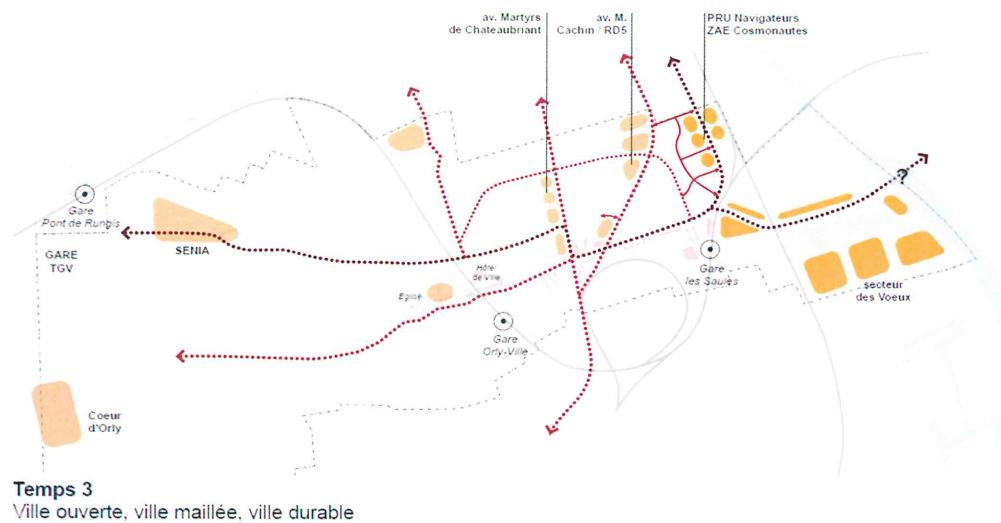 av. Martyrs
de Chateaubriant
av. M.
Cachin / RD5
PRU Navigateurs
ZAE Cosmonautes
Gare
Pont de Rungis
GARE
TGV
SENIA
?
Hôtel
de Ville
Eglise
Gare
Orly-Ville
Gare
les Saules
secteur
des Voeux
Coeur
d'Orly
Temps 3
Ville ouverte, ville maillée, ville durable